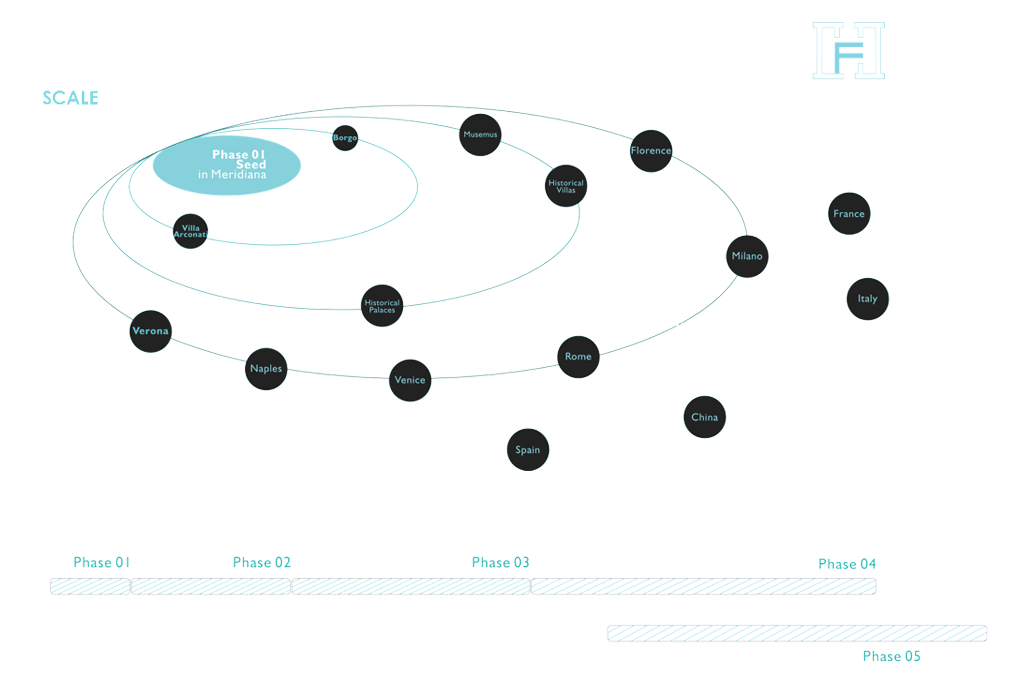 HF
SCALE
Borgo
Musemus
Florence
Phase 01
Seed
in Meridiana
Historical
Villas
France
Villa
Arconati
Milano
Italy
Historical
Palaces
Verona
Naples
Venice
Rome
China
Spain
Phase 01
Phase 02
Phase 03
Phase 04
Phase 05